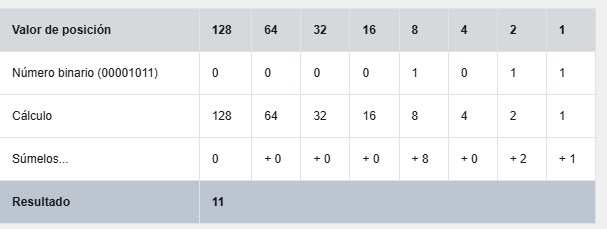 Valor de posición 128 64 32 16 8 4 2 1
Número binario (00001011) 0 0 0 0 1 0 1 1
Cálculo 128 64 32 16 8 4 2 1
Súmelos... 0 + 0 + 0 + 0 + 8 + 0 + 2 + 1
Resultado 11